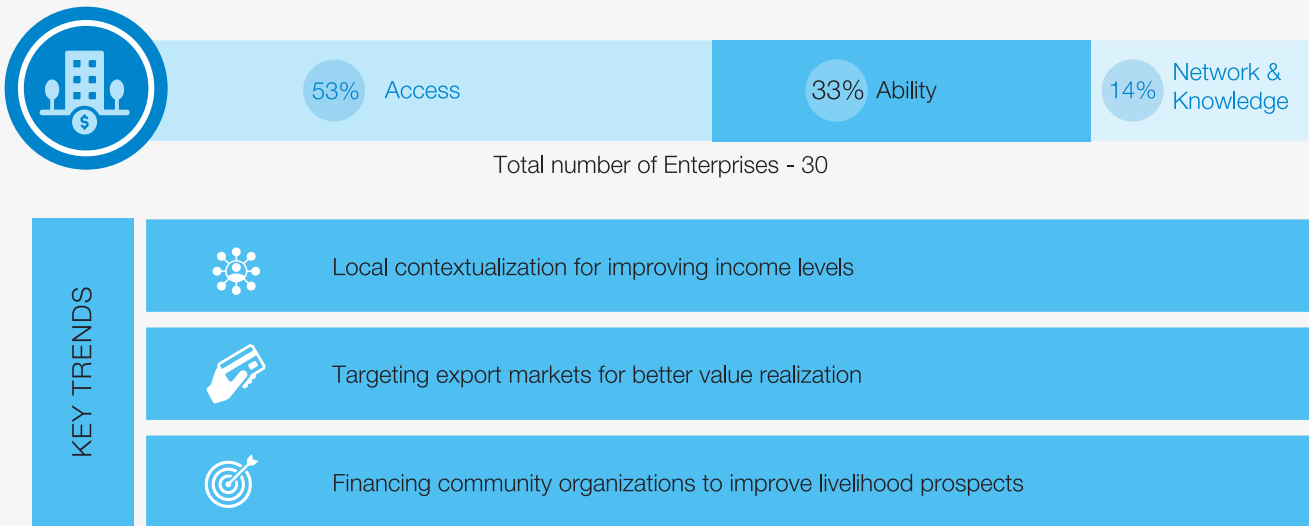 53% Access
33% Ability
14% Network &
Knowledge
$
Total number of Enterprises - 30
KEY TRENDS
Local contextualization for improving income levels
Targeting export markets for better value realization
Financing community organizations to improve livelihood prospects